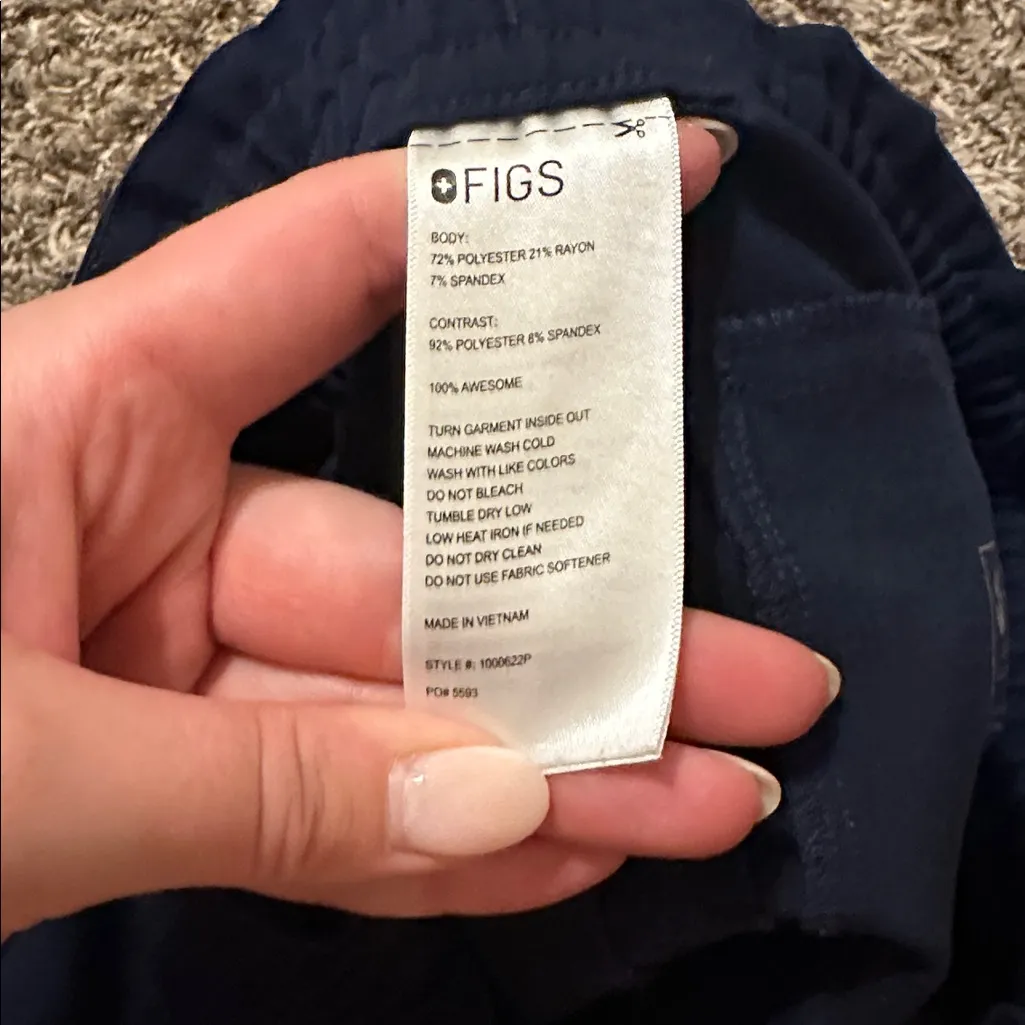 FIGS
BODY:
72% POLYESTER 21% RAYON
7% SPANDEX
CONTRAST:
92% POLYESTER 8% SPANDEX
100% AWESOME
TURN GARMENT INSIDE OUT
MACHINE WASH COLD
WASH WITH LIKE COLORS
DO NOT BLEACH
TUMBLE DRY LOW
LOW HEAT IRON IF NEEDED
DO NOT DRY CLEAN
DO NOT USE FABRIC SOFTENER
MADE IN VIETNAM
STYLE #: 1000622P
PO# 5593